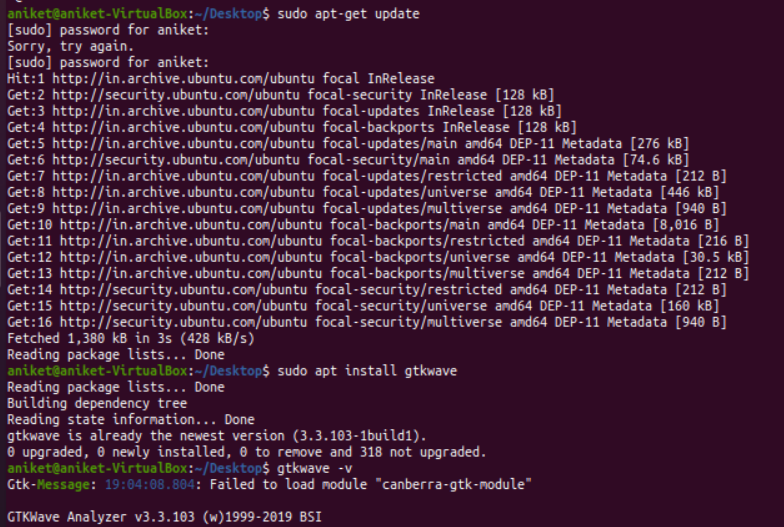 aniket@aniket-VirtualBox:~/Desktop$ sudo apt-get update
[sudo] password for aniket:
Sorry, try again.
[sudo] password for aniket:
Hit:1 http://in.archive.ubuntu.com/ubuntu focal InRelease
Get:2 http://security.ubuntu.com/ubuntu focal-security InRelease [128 kB]
Get:3 http://in.archive.ubuntu.com/ubuntu focal-updates InRelease [128 kB]
Get:4 http://in.archive.ubuntu.com/ubuntu focal-backports InRelease [128 kB]
Get:5 http://in.archive.ubuntu.com/ubuntu focal-updates/main amd64 DEP-11 Metadata [276 kB]
Get:6 http://security.ubuntu.com/ubuntu focal-security/main amd64 DEP-11 Metadata [74.6 kB]
Get:7 http://in.archive.ubuntu.com/ubuntu focal-updates/restricted amd64 DEP-11 Metadata [212 B]
Get:8 http://in.archive.ubuntu.com/ubuntu focal-updates/universe amd64 DEP-11 Metadata [446 kB]
Get:9 http://in.archive.ubuntu.com/ubuntu focal-updates/multiverse amd64 DEP-11 Metadata [940 B]
Get:10 http://in.archive.ubuntu.com/ubuntu focal-backports/main amd64 DEP-11 Metadata [8,016 B]
Get:11 http://in.archive.ubuntu.com/ubuntu focal-backports/restricted amd64 DEP-11 Metadata [216 B]
Get:12 http://in.archive.ubuntu.com/ubuntu focal-backports/universe amd64 DEP-11 Metadata [30.5 kB]
Get:13 http://in.archive.ubuntu.com/ubuntu focal-backports/multiverse amd64 DEP-11 Metadata [212 B]
Get:14 http://security.ubuntu.com/ubuntu focal-security/restricted amd64 DEP-11 Metadata [212 B]
Get:15 http://security.ubuntu.com/ubuntu focal-security/universe amd64 DEP-11 Metadata [160 kB]
Get:16 http://security.ubuntu.com/ubuntu focal-security/multiverse amd64 DEP-11 Metadata [940 B]
Fetched 1,380 kB in 3s (428 kB/s)
Reading package lists... Done
aniket@aniket-VirtualBox:~/Desktop$ sudo apt install gtkwave
Reading package lists... Done
Building dependency tree
Reading state information... Done
gtkwave is already the newest version (3.3.103-1build1).
0 upgraded, 0 newly installed, 0 to remove and 318 not upgraded.
aniket@aniket-VirtualBox:~/Desktop$ gtkwave -v
Gtk-Message: 19:04:08.804: Failed to load module "canberra-gtk-module"
GTKWave Analyzer v3.3.103 (w)1999-2019 BSI